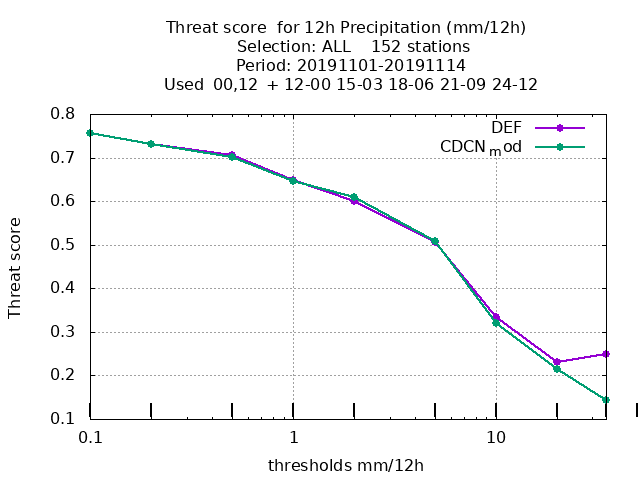 Threat score  for 12h Precipitation (mm/12h)
Selection: ALL    152 stations
Period: 20191101-20191114
Used  00,12  + 12-00 15-03 18-06 21-09 24-12
DEF
CDCNmod
0.8
0.7
0.6
0.5
0.4
0.3
0.2
0.1
Threat score
0.1 1 10
thresholds mm/12h